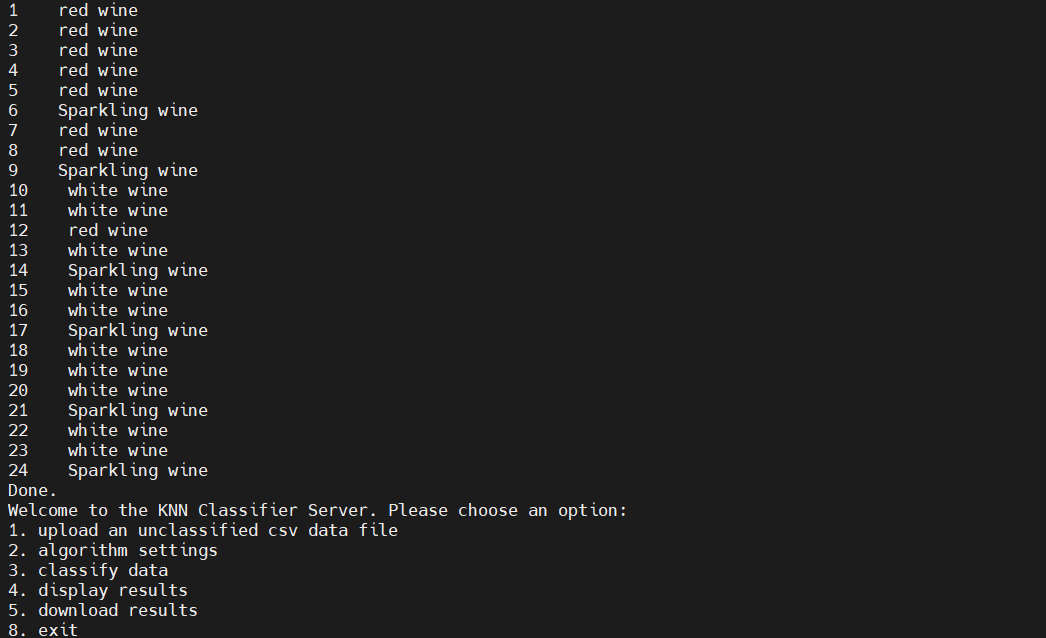 1    red wine
2    red wine
3    red wine
4    red wine
5    red wine
6    Sparkling wine
7    red wine
8    red wine
9    Sparkling wine
10    white wine
11    white wine
12    red wine
13    white wine
14    Sparkling wine
15    white wine
16    white wine
17    Sparkling wine
18    white wine
19    white wine
20    white wine
21    Sparkling wine
22    white wine
23    white wine
24    Sparkling wine
Done.
Welcome to the KNN Classifier Server. Please choose an option:
1. upload an unclassified csv data file
2. algorithm settings
3. classify data
4. display results
5. download results
8. exit